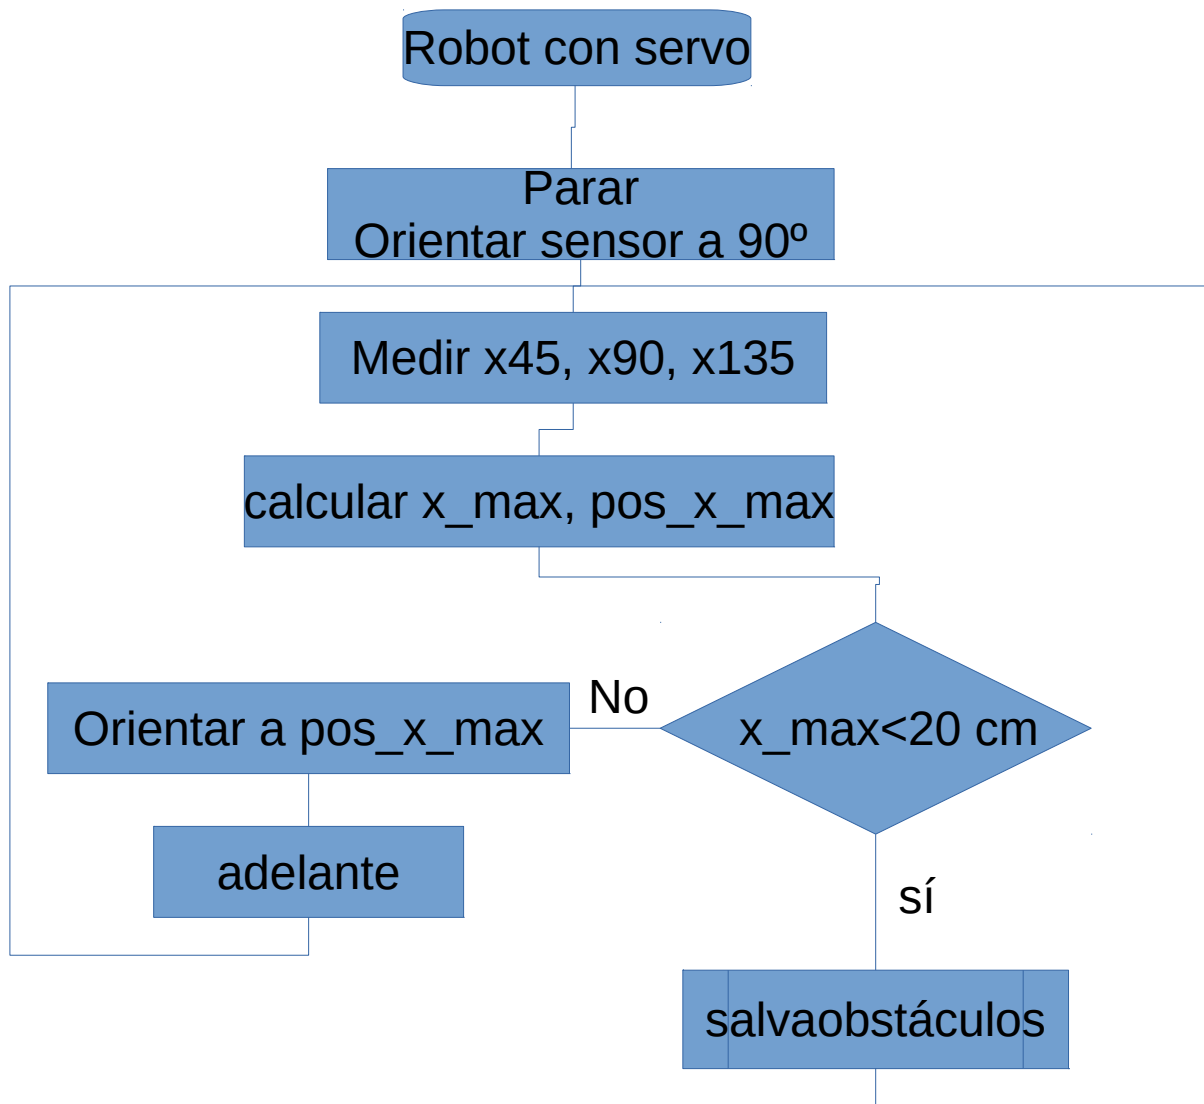 Robot con servo
Parar
Orientar sensor a 90º
Medir x45, x90, x135
calcular x_max, pos_x_max
x_max<20 cm
No
Orientar a pos_x_max
adelante
sí
salvaobstáculos